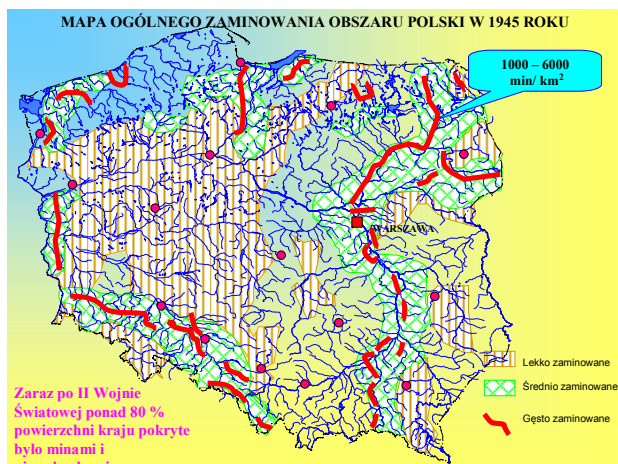 MAPA OGÓLNEGO ZAMINOWANIA OBSZARU POLSKI W 1945 ROKU
1000 – 6000
min/ km²
WARSZAWA
Lekko zaminowane
Średnio zaminowane
Gęsto zaminowane
Zaraz po II Wojnie
Światowej ponad 80 %
powierzchni kraju pokryte
było minami i